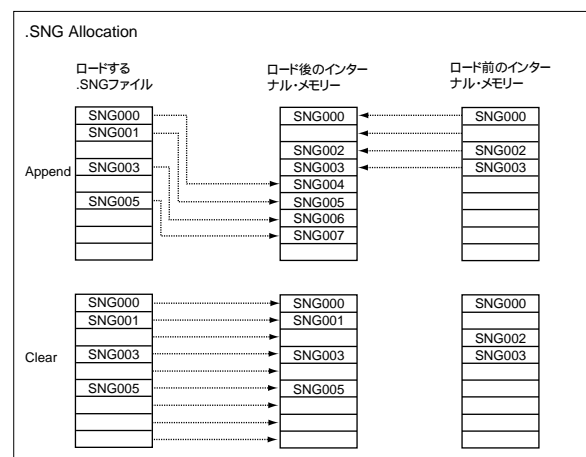 .SNG Allocation
ロードする
.SNGファイル
ロード後のインター
ナル・メモリー
ロード前のインター
ナル・メモリー
Append
SNG000
SNG001
SNG003
SNG005
SNG000
SNG002
SNG003
SNG004
SNG005
SNG006
SNG007
SNG000
SNG002
SNG003
Clear
SNG000
SNG001
SNG003
SNG005
SNG000
SNG001
SNG003
SNG005
SNG000
SNG002
SNG003